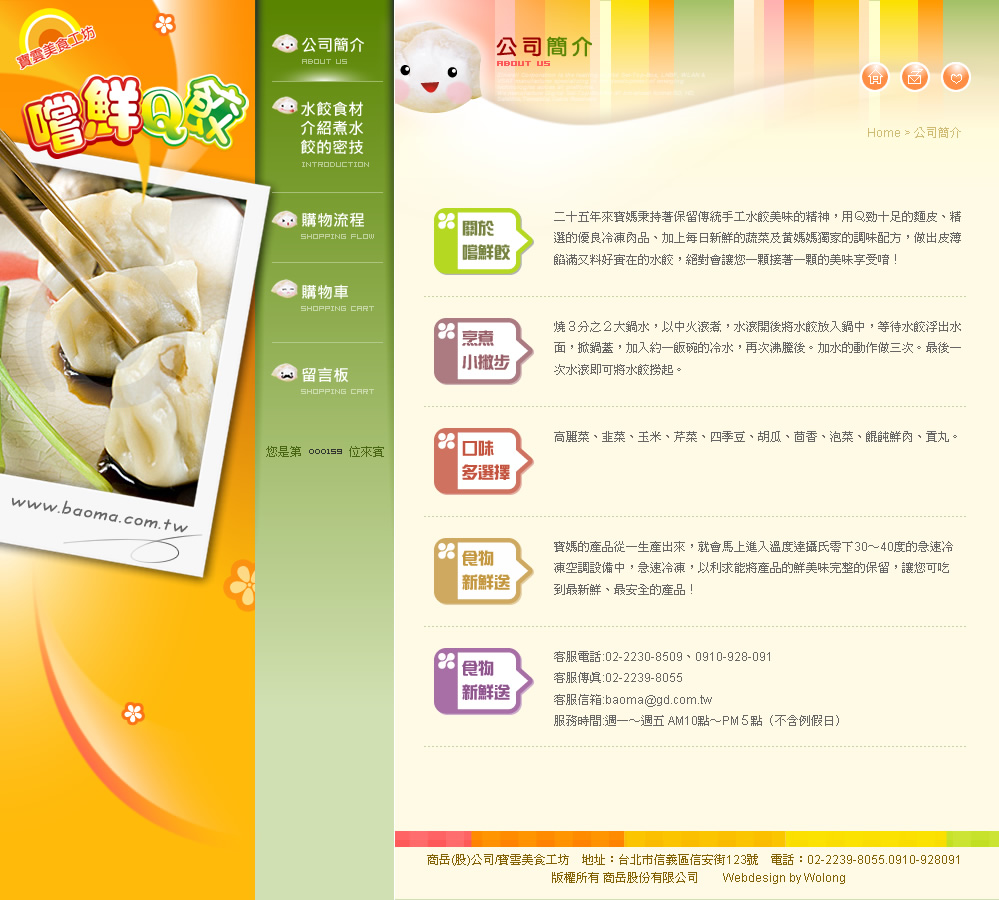 寶雲美食工坊
嚐鮮Q餃
www.baoma.com.tw
公司簡介
ABOUT US
水餃食材
介紹煮水
餃的密技
INTRODUCTION
購物流程
SHOPPING FLOW
購物車
SHOPPING CART
留言板
SHOPPING CART
您是第 000159 位來賓
公司簡介
ABOUT US
Home > 公司簡介
關於
嚐鮮餃
二十五年來寶媽秉持著保留傳統手工水餃美味的精神，用Q勁十足的麵皮、精
選的優良冷凍肉品、加上每日新鮮的蔬菜及黃媽媽獨家的調味配方，做出皮薄
餡滿又料好實在的水餃，絕對會讓您一顆接著一顆的美味享受唷！
烹煮
小撇步
燒３分之２大鍋水，以中火滾煮，水滾開後將水餃放入鍋中，等待水餃浮出水
面，掀鍋蓋，加入約一飯碗的冷水，再次沸騰後。加水的動作做三次。最後一
次水滾即可將水餃撈起。
口味
多選擇
高麗菜、韭菜、玉米、芹菜、四季豆、胡瓜、茴香、泡菜、餛飩鮮肉、貢丸。
食物
新鮮送
寶媽的產品從一生產出來，就會馬上進入溫度達攝氏零下30～40度的急速冷
凍空調設備中，急速冷凍，以利求能將產品的鮮美味完整的保留，讓您可吃
到最新鮮、最安全的產品！
食物
新鮮送
客服電話:02-2230-8509、0910-928-091
客服傳真:02-2239-8055
客服信箱:baoma@gd.com.tw
服務時間:週一～週五 AM10點～PM５點（不含例假日）
商岳(股)公司/寶雲美食工坊　地址：台北市信義區信安街123號　電話：02-2239-8055.0910-928091
版權所有 商岳股份有限公司　　Webdesign by Wolong